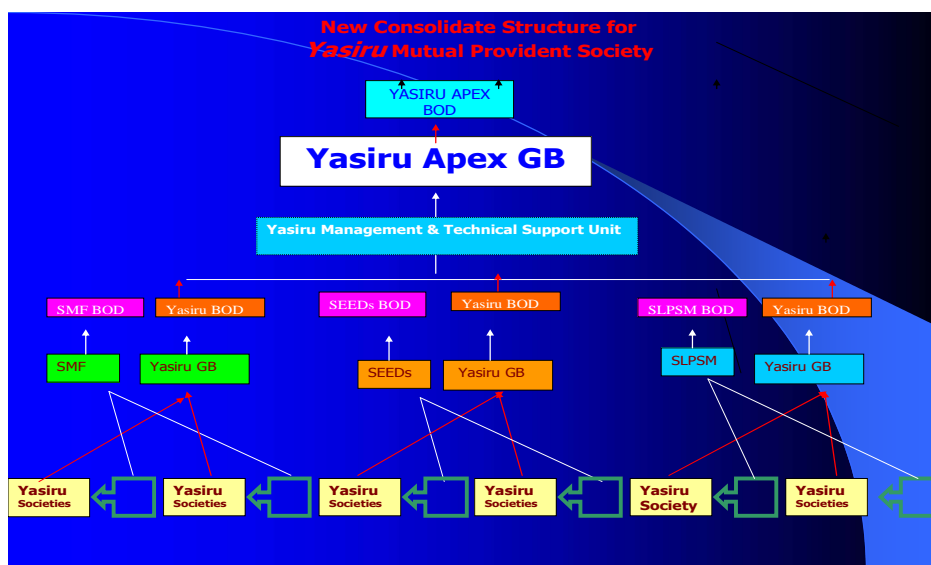 New Consolidate Structure for
Yasiru Mutual Provident Society
YASIRU APEX
BOD
Yasiru Apex GB
Yasiru Management & Technical Support Unit
SMF BOD
Yasiru BOD
SEEDs BOD
Yasiru BOD
SLPSM BOD
Yasiru BOD
SMF
Yasiru GB
SEEDs
Yasiru GB
SLPSM
Yasiru GB
Yasiru
Societies
Yasiru
Societies
Yasiru
Societies
Yasiru
Societies
Yasiru
Society
Yasiru
Societies